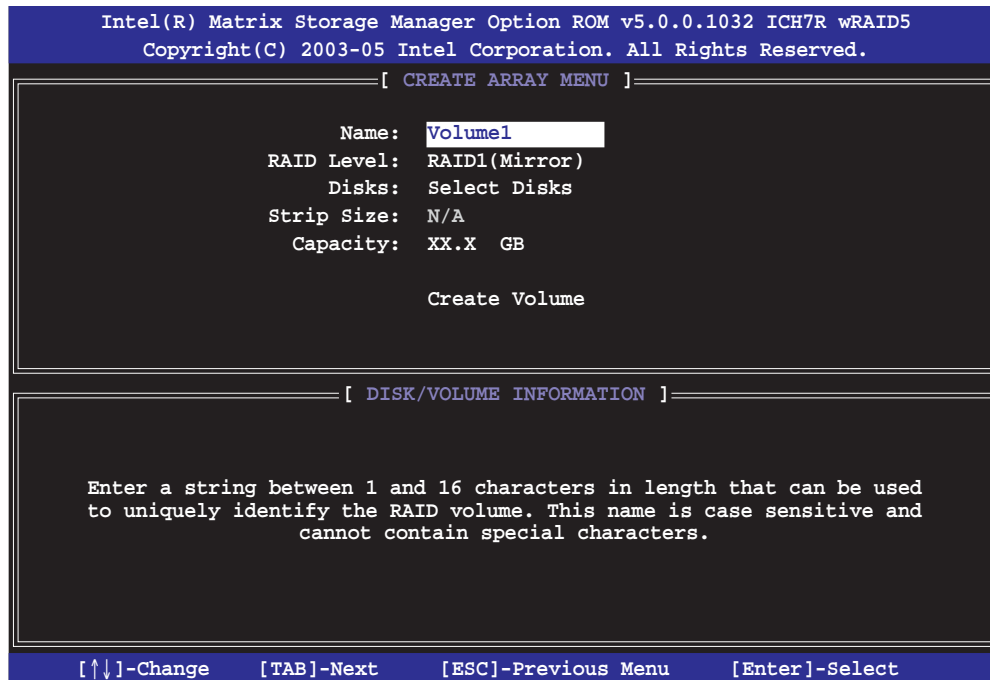 Intel(R) Matrix Storage Manager Option ROM v5.0.0.1032 ICH7R wRAID5
Copyright(C) 2003-05 Intel Corporation. All Rights Reserved.
[ CREATE ARRAY MENU ]
Name: Volume1
RAID Level: RAID1(Mirror)
Disks: Select Disks
Strip Size: N/A
Capacity: XX.X GB
Create Volume
[ DISK/VOLUME INFORMATION ]
Enter a string between 1 and 16 characters in length that can be used
to uniquely identify the RAID volume. This name is case sensitive and
cannot contain special characters.
[↑↓]-Change [TAB]-Next [ESC]-Previous Menu [Enter]-Select